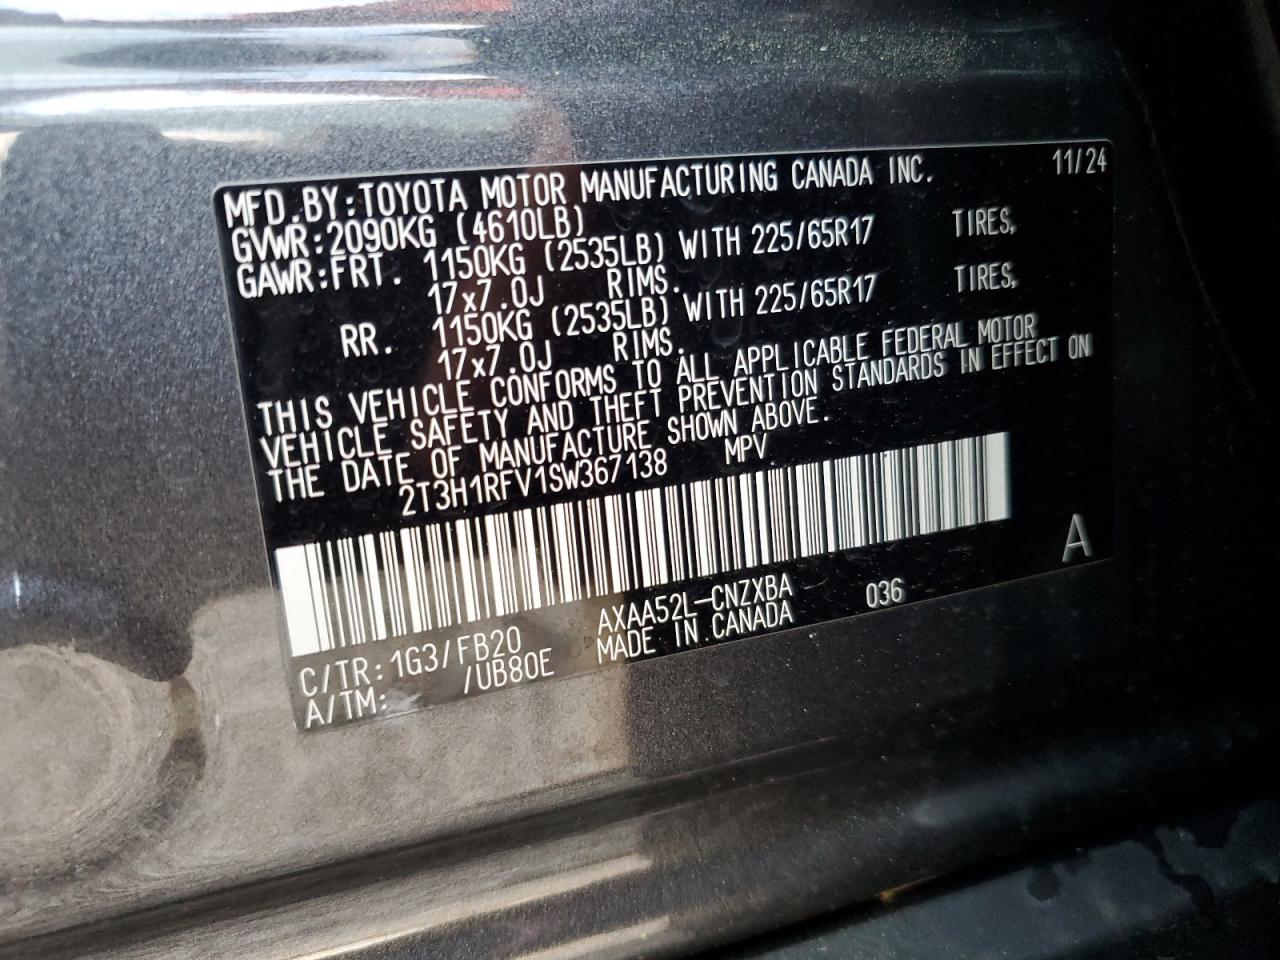 MFD.BY:TOYOTA MOTOR MANUFACTURING CANADA INC. 11/24
GVWR:2090KG (4610LB)
GAWR:FRT. 1150KG (2535LB) WITH 225/65R17 TIRES,
17x7.0J RIMS.
RR. 1150KG (2535LB) WITH 225/65R17 TIRES,
17x7.0J RIMS.
THIS VEHICLE CONFORMS TO ALL APPLICABLE FEDERAL MOTOR
VEHICLE SAFETY AND THEFT PREVENTION STANDARDS IN EFFECT ON
THE DATE OF MANUFACTURE SHOWN ABOVE.
2T3H1RFV1SW367138 MPV
A
C/TR:1G3/FB20 AXAA52L-CNZXBA 036
A/TM: /UB80E MADE IN CANADA